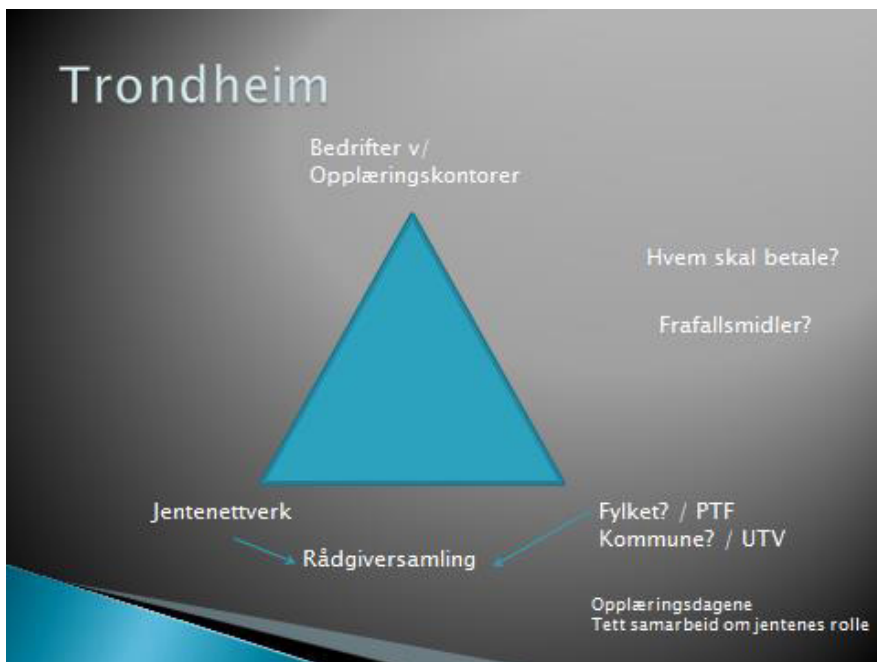 Trondheim
Bedrifter v/
Opplæringskontorer
Hvem skal betale?
Frafallsmidler?
Jentenettverk
Fylket? / PTF
Kommune? / UTV
Rådgiversamling
Opplæringsdagene
Tett samarbeid om jentenes rolle